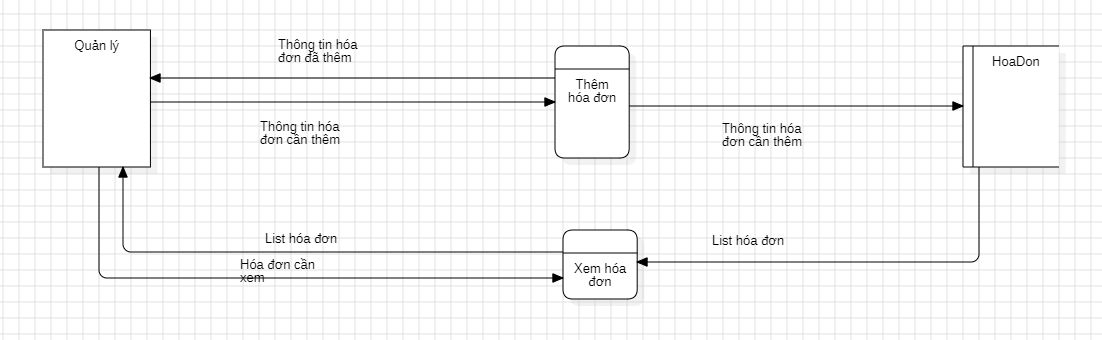 Quản lý
Thông tin hóa
đơn đã thêm
Thêm
hóa đơn
HoaDon
Thông tin hóa
đơn cần thêm
Thông tin hóa
đơn cần thêm
List hóa đơn
List hóa đơn
Hóa đơn cần
xem
Xem hóa
đơn